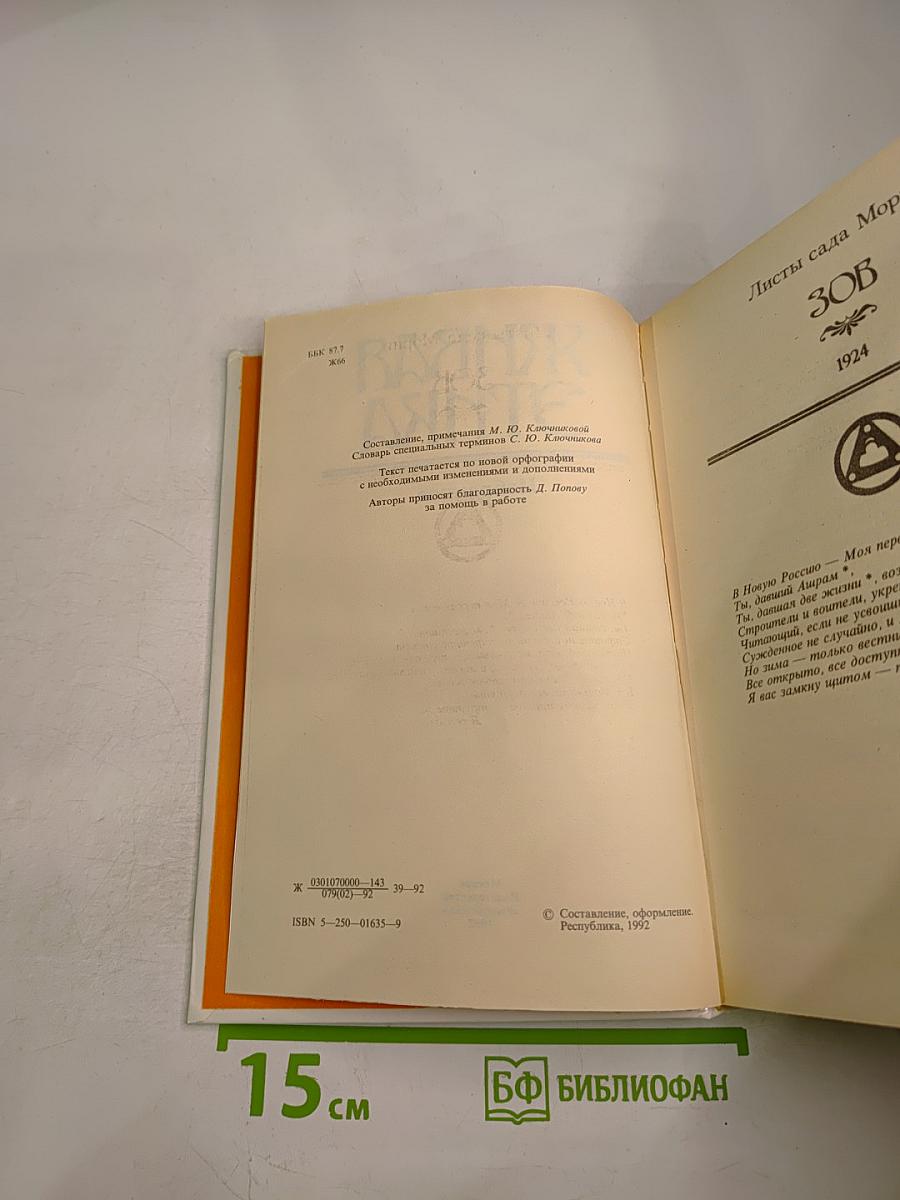 ББК 87.7
Ж66
Составление, примечания М. Ю. Ключниковой
Словарь специальных терминов С. Ю. Ключникова
Текст печатается по новой орфографии
с необходимыми изменениями и дополнениями
Авторы приносят благодарность Д. Попову
за помощь в работе
Ж 0301070000—143
079(02)—92
39—92
ISBN 5—250—01635—9
© Составление, оформление.
Республика, 1992
Листы сада Мор
ЗОВ
1924
В Новую Россию — Моя пер
Ты, давший Ашрам *,
Ты, давшая две жизни *, воз
Строители и воители, укре
Читающий, если не усвоиш
Сужденное не случайно, и
Но зима — только вестни
Все открыто, все доступ
Я вас замкну щитом —
15 см
БФ БИБЛИОФАН